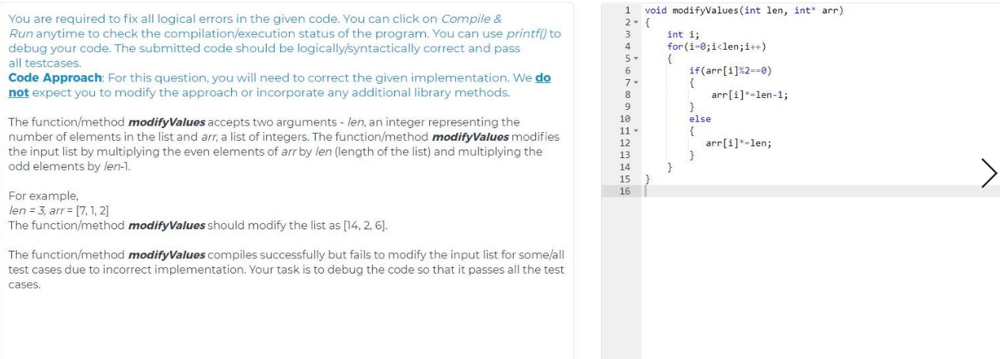 You are required to fix all logical errors in the given code. You can click on Compile &
Run anytime to check the compilation/execution status of the program. You can use printf() to
debug your code. The submitted code should be logically/syntactically correct and pass
all testcases.
Code Approach: For this question, you will need to correct the given implementation. We do
not expect you to modify the approach or incorporate any additional library methods.
The function/method modifyValues accepts two arguments - len, an integer representing the
number of elements in the list and arr, a list of integers. The function/method modifyValues modifies
the input list by multiplying the even elements of arr by len (length of the list) and multiplying the
odd elements by len-1.
For example,
len = 3, arr = [7, 1, 2]
The function/method modifyValues should modify the list as [14, 2, 6].
The function/method modifyValues compiles successfully but fails to modify the input list for some/all
test cases due to incorrect implementation. Your task is to debug the code so that it passes all the test
cases.
1 void modifyValues(int len, int* arr)
2 {
3 int i;
4 for(i=0;i<len;i++)
5 {
6 if(arr[i]%2==0)
7 {
8 arr[i]*=len-1;
9 }
10 else
11 {
12 arr[i]*=len;
13 }
14 }
15 }
16